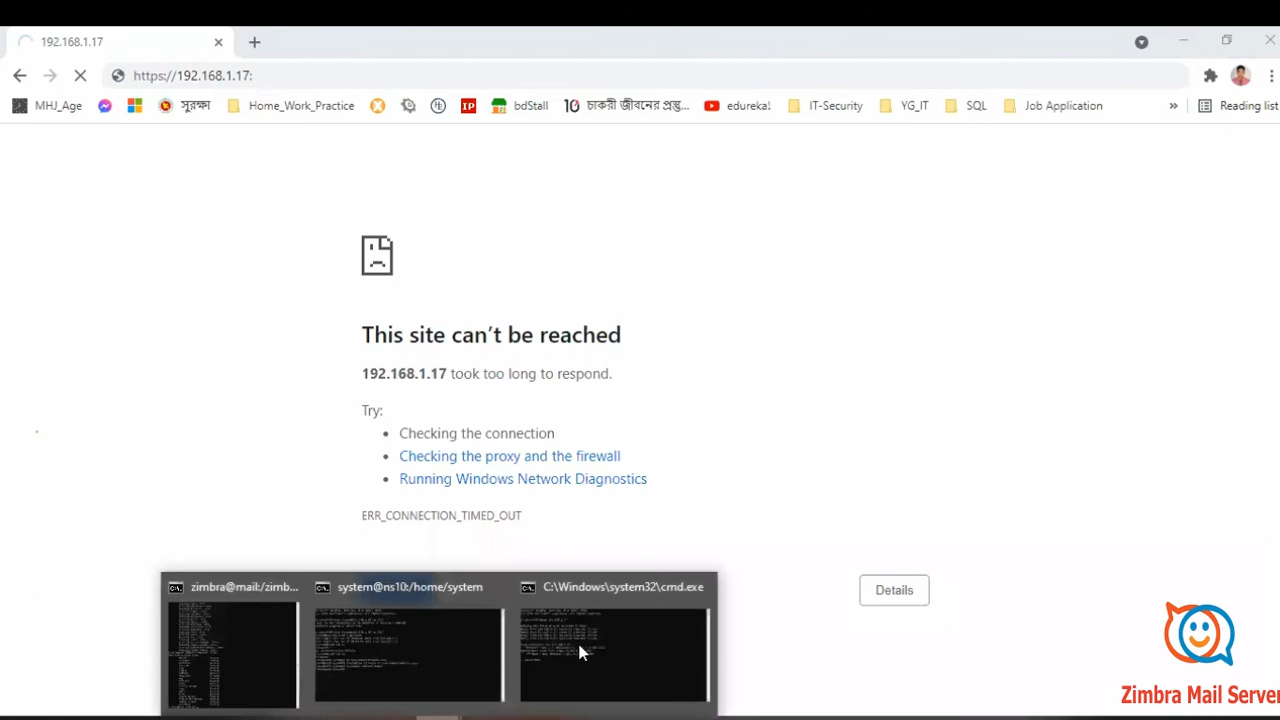 192.168.1.17
https://192.168.1.17:
MHJ_Age
সুরক্ষা
Home_Work_Practice
IP
bdStall
10
চাকরী জীবনের প্রস্তু...
edureka!
IT-Security
YG_IT
SQL
Job Application
»
Reading list
This site can't be reached
192.168.1.17 took too long to respond.
Try:
• Checking the connection
• Checking the proxy and the firewall
• Running Windows Network Diagnostics
ERR_CONNECTION_TIMED_OUT
zimbra@mail:/zimb...
system@ns10:/home/system
C:\Windows\system32\cmd.exe
Details
Zimbra Mail Server